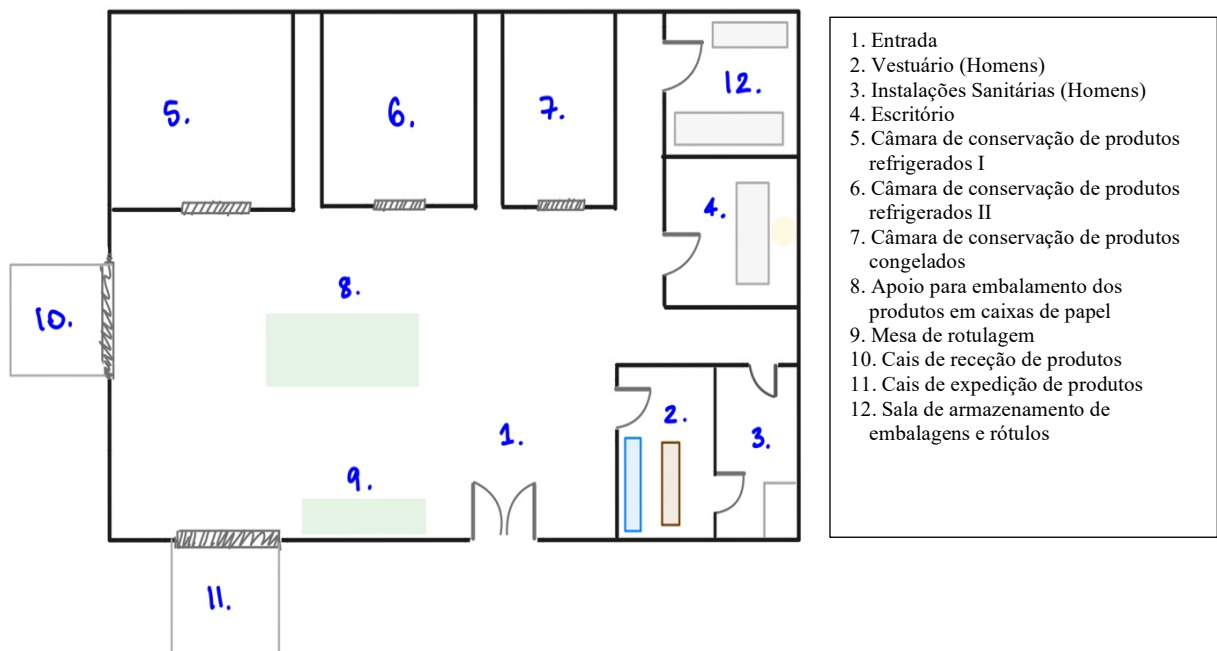 5.
6.
7.
12.
4.
8.
10.
2.
1.
3.
9.
11.
1. Entrada
2. Vestuário (Homens)
3. Instalações Sanitárias (Homens)
4. Escritório
5. Câmara de conservação de produtos
refrigerados I
6. Câmara de conservação de produtos
refrigerados II
7. Câmara de conservação de produtos
congelados
8. Apoio para embalamento dos
produtos em caixas de papel
9. Mesa de rotulagem
10. Cais de receção de produtos
11. Cais de expedição de produtos
12. Sala de armazenamento de
embalagens e rótulos